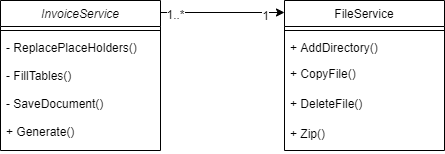 InvoiceService
- ReplacePlaceHolders()
- FillTables()
- SaveDocument()
+ Generate()
1..*
1
FileService
+ AddDirectory()
+ CopyFile()
+ DeleteFile()
+ Zip()